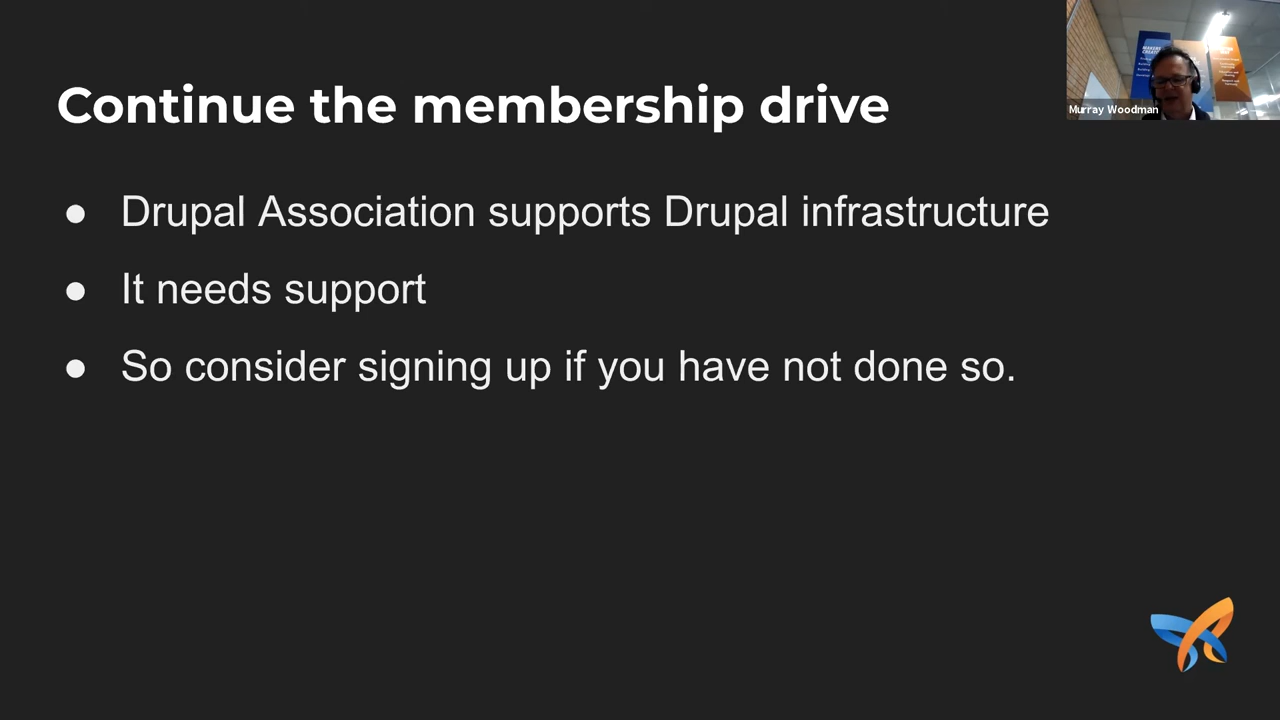 Continue the membership drive
Murray Woodman
● Drupal Association supports Drupal infrastructure
● It needs support
● So consider signing up if you have not done so.